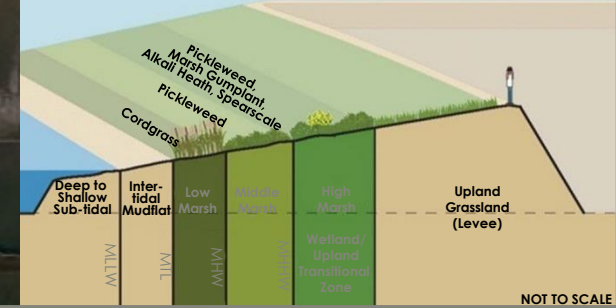 Pickleweed,
Marsh Gumplant,
Alkali Heath, Spearscale
Pickleweed
Cordgrass
Deep to
Shallow
Sub-tidal
Inter-
tidal
Mudflat
Low
Marsh
Middle
Marsh
High
Marsh
Wetland/
Upland
Transitional
Zone
Upland
Grassland
(Levee)
MLLW
MTL
MHW
NOT TO SCALE